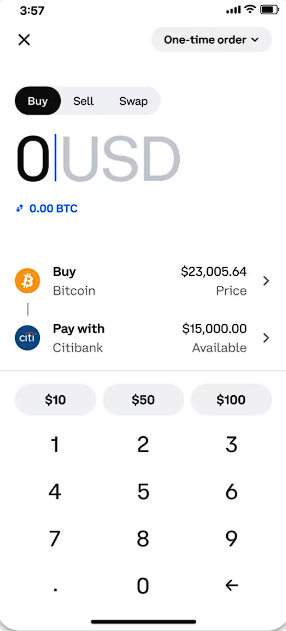 3:57
One-time order
Buy Sell Swap
0 USD
0.00 BTC
Buy $23,005.64
Bitcoin Price
Pay with $15,000.00
citi Citibank Available
$10 $50 $100
1 2 3
4 5 6
7 8 9
. 0